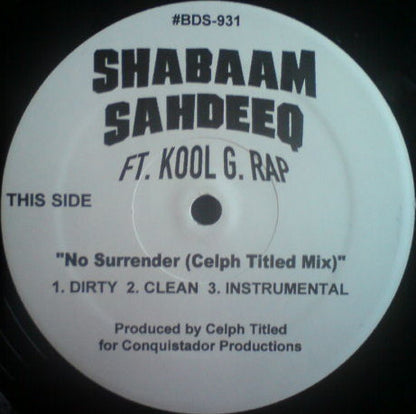 #BDS-931
SHABAAM
SAHDEEQ
FT. KOOL G. RAP
THIS SIDE
"No Surrender (Celph Titled Mix)"
1. DIRTY 2. CLEAN 3. INSTRUMENTAL
Produced by Celph Titled
for Conquistador Productions